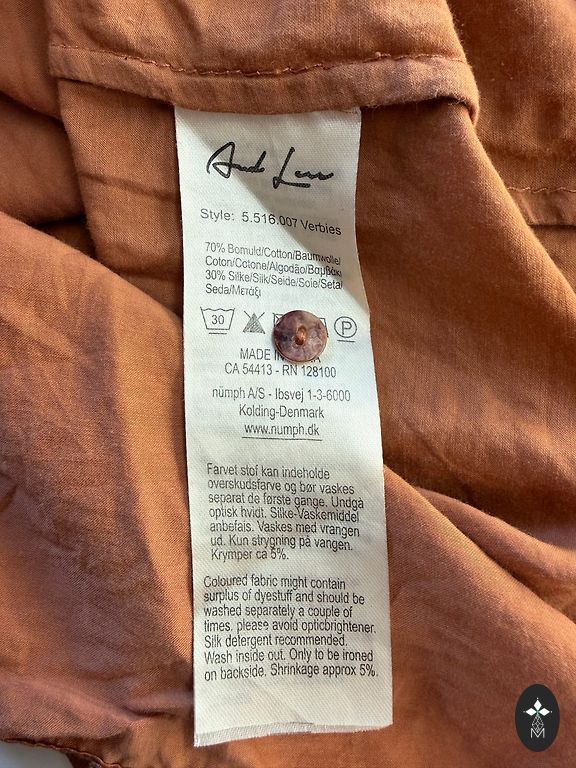 Style: 5.516.007 Verbies
70% Bomuld/Cotton/Baumwolle/
Coton/Cotone/Algodão/Βαμβάκι
30% Silke/Silk/Seide/Soie/Seta/
Seda/Μετάξι
30 P
MADE IN
CA 54413 - RN 128100
nümph A/S - Ibsvej 1-3-6000
Kolding-Denmark
www.numph.dk
Farvet stof kan indeholde
overskudsfarve og bør vaskes
separat de første gange. Undgå
optisk hvidt. Silke-Vaskemiddel
anbefals. Vaskes med vrangen
ud. Kun strygning på vangen.
Krymper ca 5%.
Coloured fabric might contain
surplus of dyestuff and should be
washed separately a couple of
times. please avoid opticbrightener.
Silk detergent recommended.
Wash inside out. Only to be ironed
on backside. Shrinkage approx 5%.
M